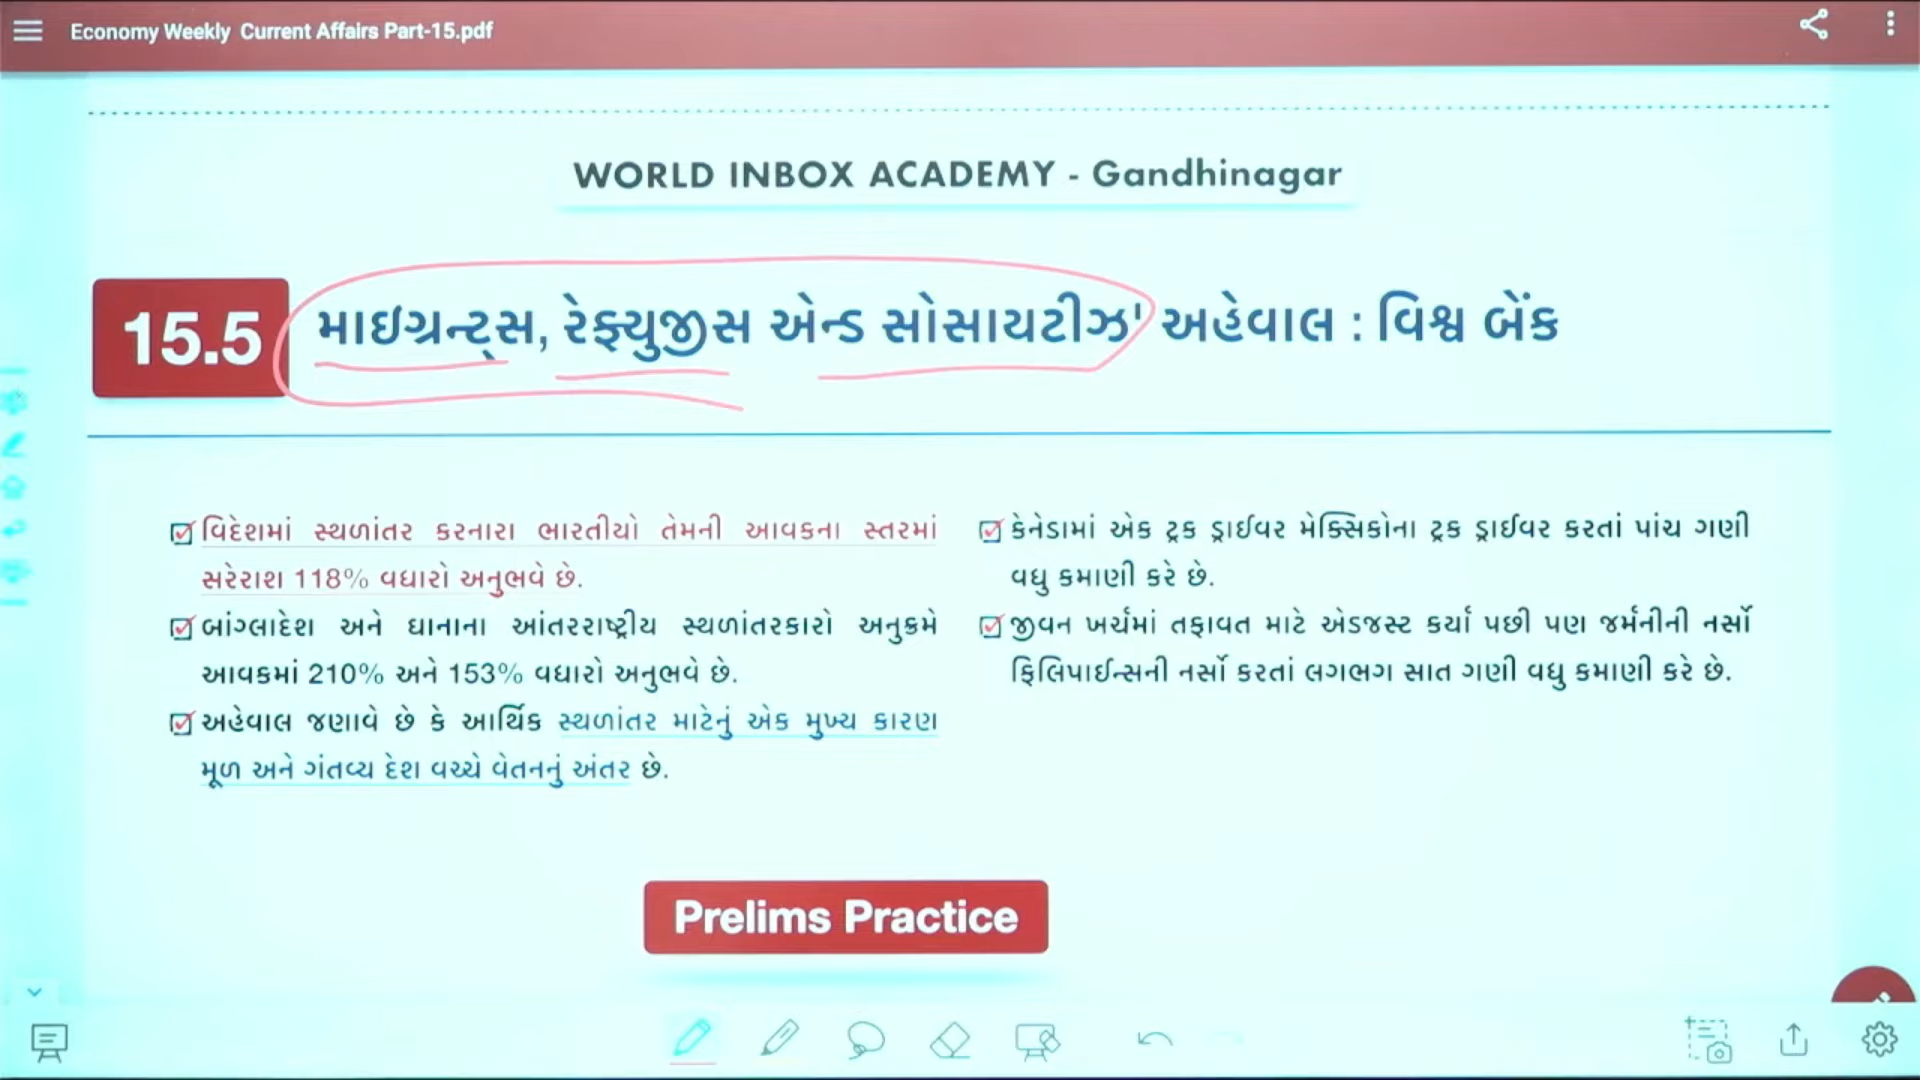 Economy Weekly Current Affairs Part-15.pdf
WORLD INBOX ACADEMY - Gandhinagar
15.5 માઇગ્રન્ટ્સ, રેફ્યુજીસ એન્ડ સોસાયટીઝ' અહેવાલ : વિશ્વ બેંક
વિદેશમાં સ્થળાંતર કરનારા ભારતીયો તેમની આવકના સ્તરમાં
સરેરાશ 118% વધારો અનુભવે છે.
બાંગ્લાદેશ અને ઘાનાના આંતરરાષ્ટ્રીય સ્થળાંતરકારો અનુક્રમે
આવકમાં 210% અને 153% વધારો અનુભવે છે.
અહેવાલ જણાવે છે કે આર્થિક સ્થળાંતર માટેનું એક મુખ્ય કારણ
મૂળ અને ગંતવ્ય દેશ વચ્ચે વેતનનું અંતર છે.
કેનેડામાં એક ટ્રક ડ્રાઈવર મેક્સિકોના ટ્રક ડ્રાઈવર કરતાં પાંચ ગણી
વધુ કમાણી કરે છે.
જીવન ખર્ચમાં તફાવત માટે એડજસ્ટ કર્યા પછી પણ જર્મનીની નર્સો
ફિલિપાઈન્સની નર્સો કરતાં લગભગ સાત ગણી વધુ કમાણી કરે છે.
Prelims Practice